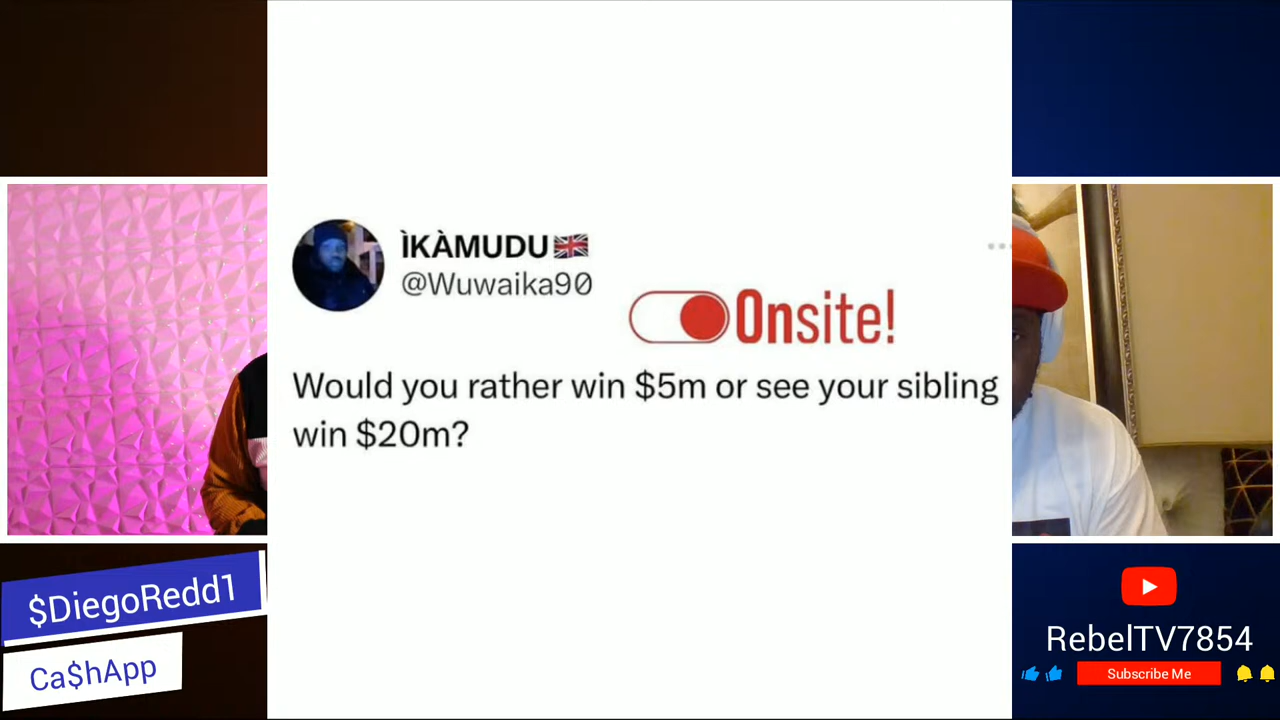 ÌKÀMUDU🇬🇧
@Wuwaika90
Onsite!
Would you rather win $5m or see your sibling
win $20m?
$DiegoRedd1
Ca$hApp
RebelTV7854
Subscribe Me